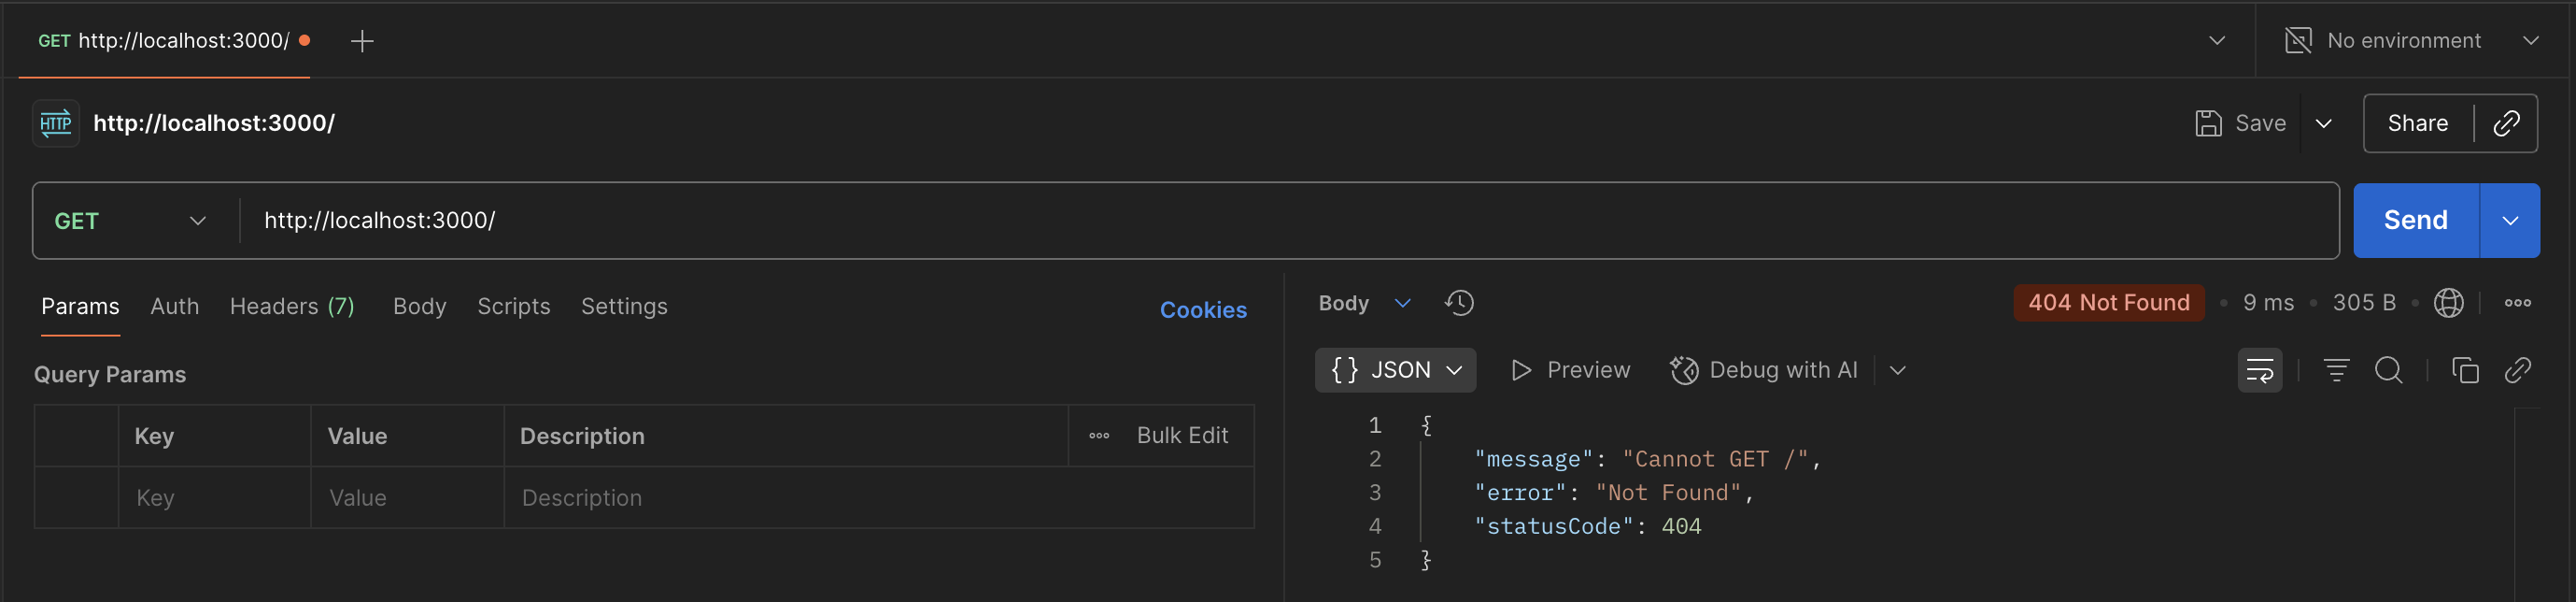 GET http://localhost:3000/
No environment
HTTP http://localhost:3000/
Save
Share
GET http://localhost:3000/
Send
Params Auth Headers (7) Body Scripts Settings Cookies
Query Params
Key Value Description Bulk Edit
Key Value Description
Body 404 Not Found • 9 ms • 305 B
{} JSON Preview Debug with AI
1 {
2 "message": "Cannot GET /",
3 "error": "Not Found",
4 "statusCode": 404
5 }